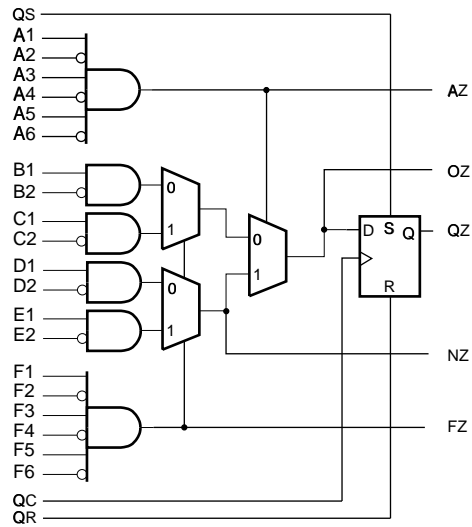 QS
A1
A2
A3
A4
A5
A6
AZ
B1
B2
C1
C2
D1
D2
E1
E2
0
1
0
1
0
1
OZ
D S Q
R
QZ
NZ
F1
F2
F3
F4
F5
F6
FZ
QC
QR